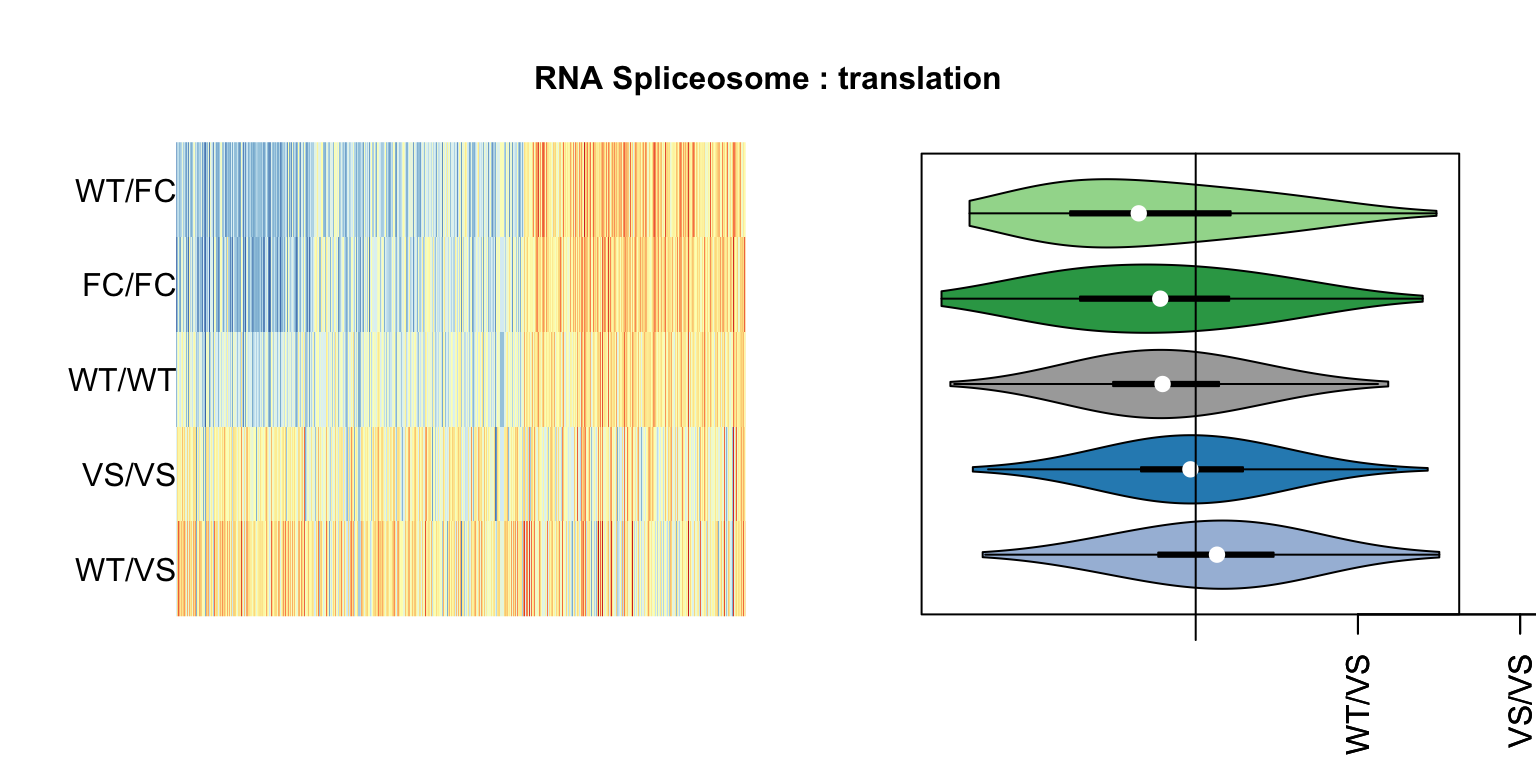 RNA Spliceosome : translation
WT/FC
FC/FC
WT/WT
VS/VS
WT/VS
WT/VS
VS/VS